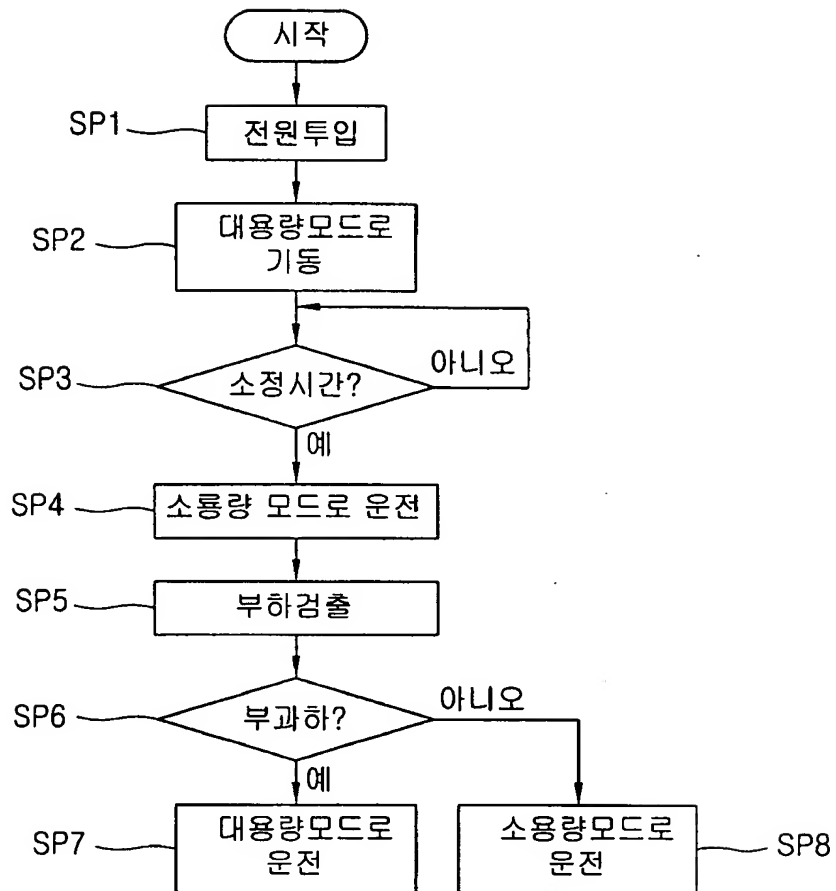 시작
SP1
전원투입
SP2
대용량모드로
기동
SP3
소정시간?
아니오
예
SP4
소룡량 모드로 운전
SP5
부하검출
SP6
부과하?
아니오
예
SP7
대용량모드로
운전
소용량모드로
운전
SP8